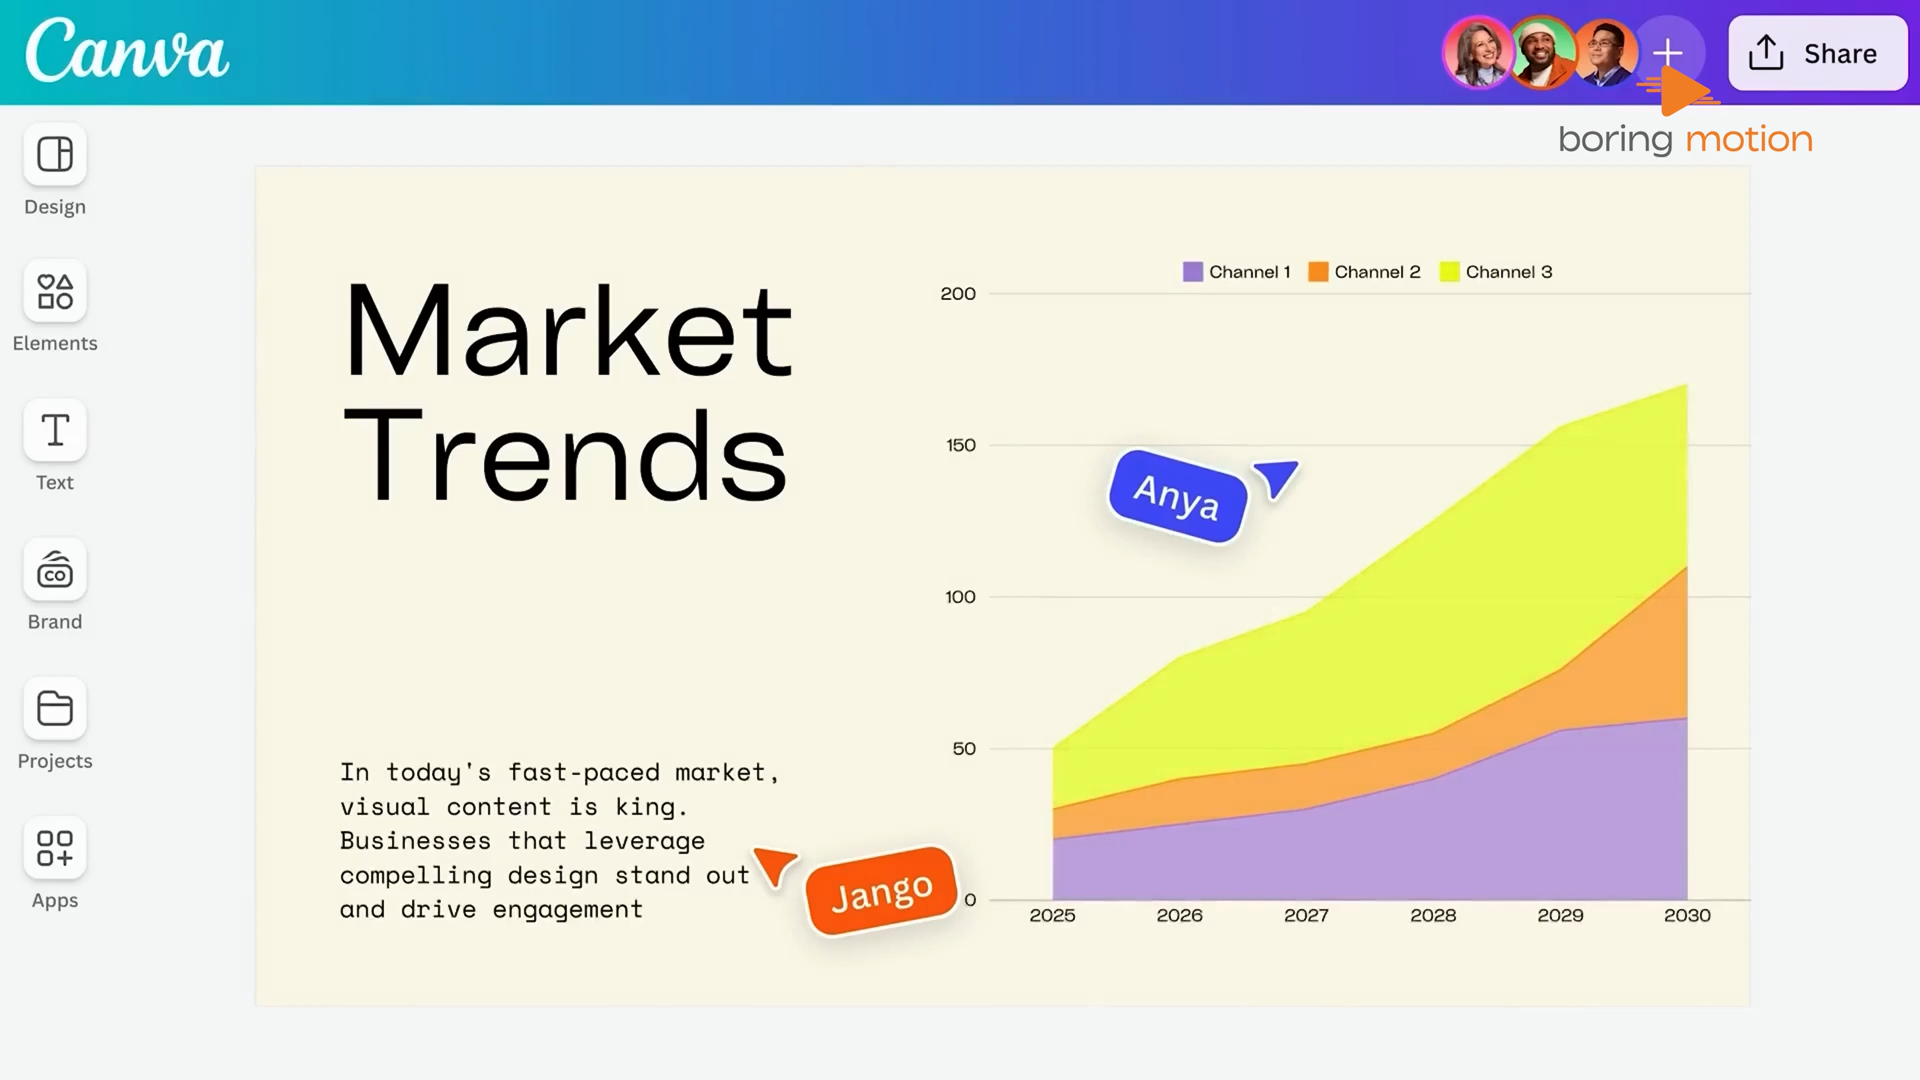 Canva
Share
boring motion
Design
Elements
Text
CO
Brand
Projects
Apps
Market
Trends
In today's fast-paced market,
visual content is king.
Businesses that leverage
compelling design stand out
and drive engagement
Jango
Channel 1 Channel 2 Channel 3
200
150
Anya
100
50
0
2025 2026 2027 2028 2029 2030